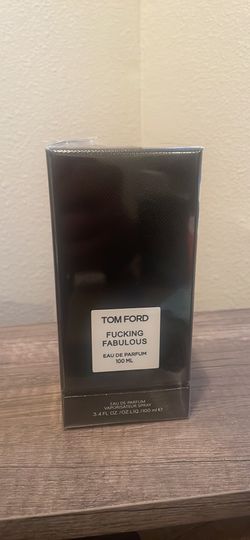 TOM FORD
FUCKING
FABULOUS
EAU DE PARFUM
100 ML
EAU DE PARFUM
VAPORISATEUR SPRAY
3.4 FL.OZ./OZ.LIQ./100 ml ℮